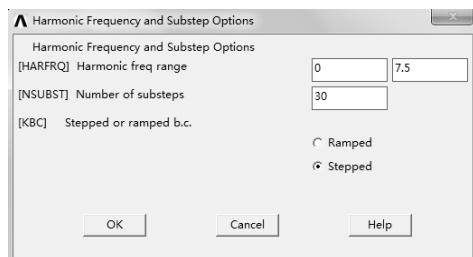 Harmonic Frequency and Substep Options
Harmonic Frequency and Substep Options
[HARFRQ] Harmonic freq range 0 7.5
[NSUBST] Number of substeps 30
[KBC] Stepped or ramped b.c.
Ramped
Stepped
OK Cancel Help